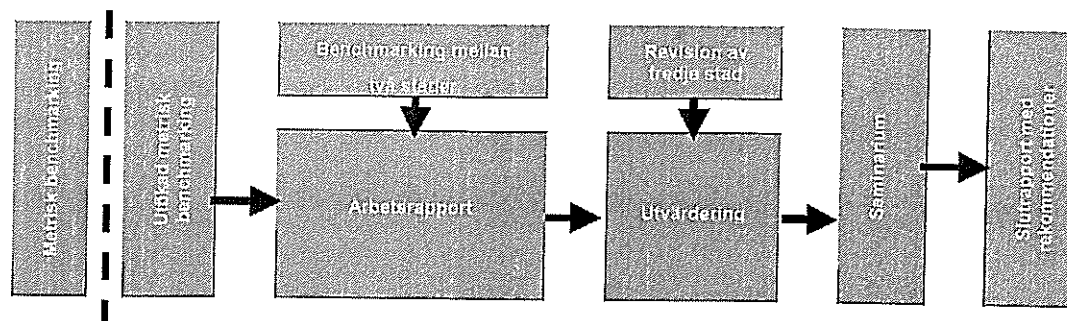 Metrisk benchmarking
Utökad metrisk
benchmarking
Benchmarking mellan
två städer
Arbetsrapport
Revision av
tredje stad
Utvärdering
Seminarium
Slutrapport med
rekommendationer